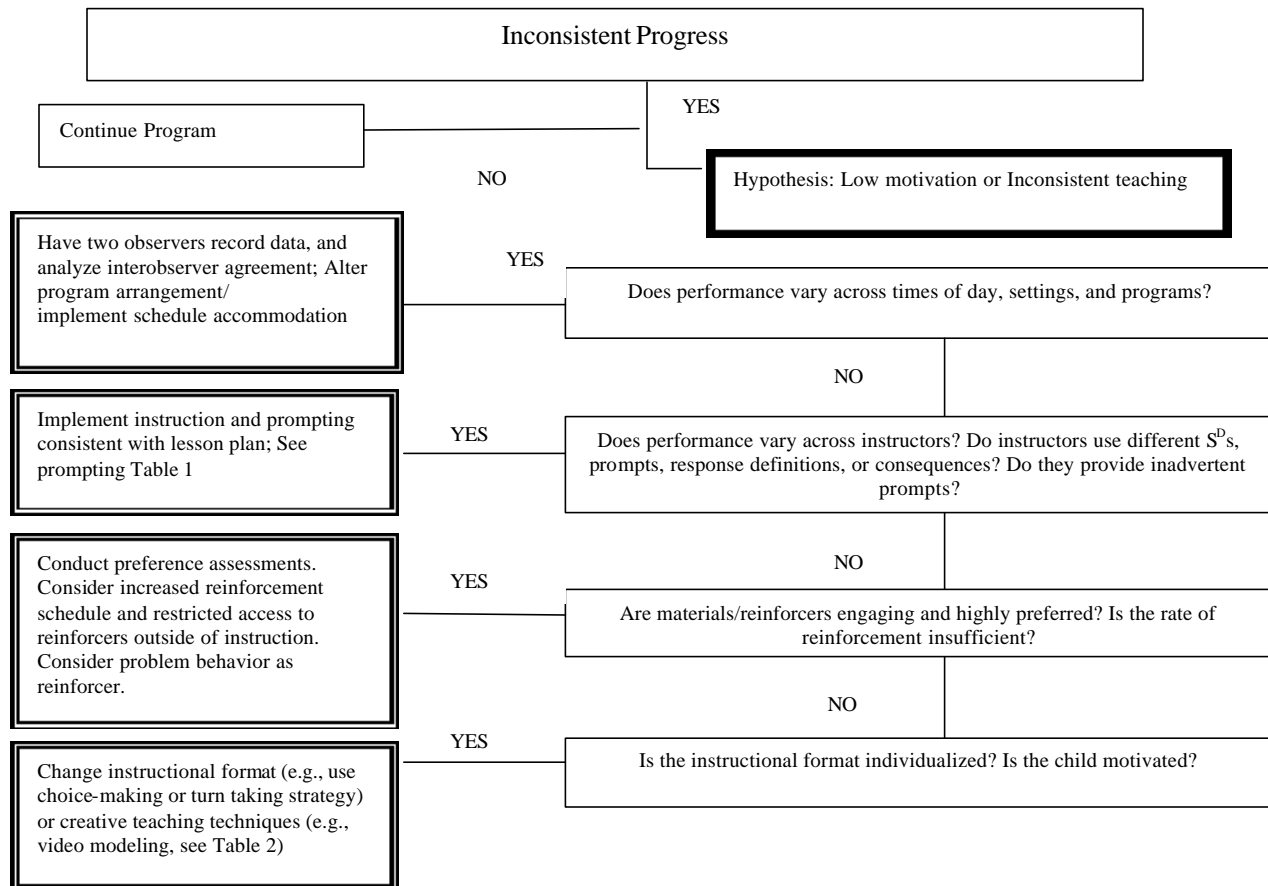 Inconsistent Progress
YES
Continue Program
NO
Hypothesis: Low motivation or Inconsistent teaching
Have two observers record data, and
analyze interobserver agreement; Alter
program arrangement/
implement schedule accommodation
YES
Does performance vary across times of day, settings, and programs?
NO
Implement instruction and prompting
consistent with lesson plan; See
prompting Table 1
YES
Does performance vary across instructors? Do instructors use different Sᴰs,
prompts, response definitions, or consequences? Do they provide inadvertent
prompts?
NO
Conduct preference assessments.
Consider increased reinforcement
schedule and restricted access to
reinforcers outside of instruction.
Consider problem behavior as
reinforcer.
YES
Are materials/reinforcers engaging and highly preferred? Is the rate of
reinforcement insufficient?
NO
YES
Is the instructional format individualized? Is the child motivated?
Change instructional format (e.g., use
choice-making or turn taking strategy)
or creative teaching techniques (e.g.,
video modeling, see Table 2)